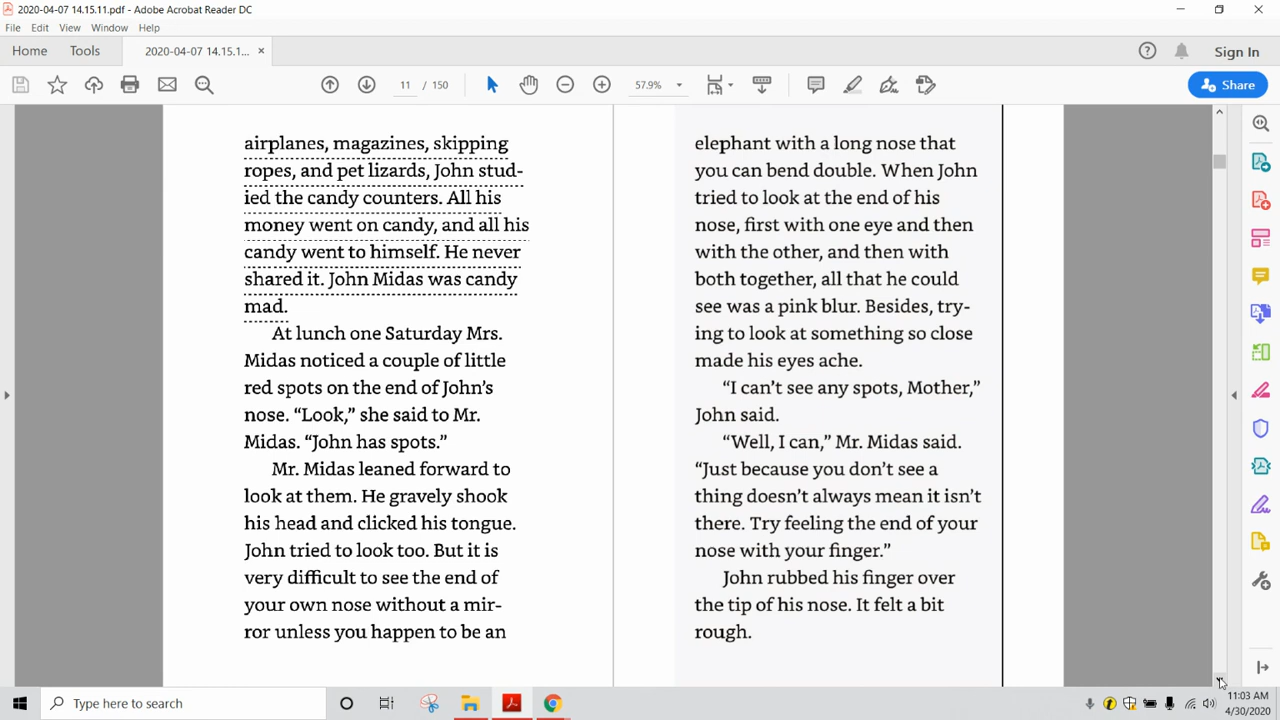 2020-04-07 14.15.11.pdf - Adobe Acrobat Reader DC
File Edit View Window Help
Home Tools 2020-04-07 14.15.1... × Sign In
11 / 150 57.9% Share
airplanes, magazines, skipping
ropes, and pet lizards, John stud-
ied the candy counters. All his
money went on candy, and all his
candy went to himself. He never
shared it. John Midas was candy
mad.
At lunch one Saturday Mrs.
Midas noticed a couple of little
red spots on the end of John's
nose. “Look,” she said to Mr.
Midas. “John has spots.”
Mr. Midas leaned forward to
look at them. He gravely shook
his head and clicked his tongue.
John tried to look too. But it is
very difficult to see the end of
your own nose without a mir-
ror unless you happen to be an
elephant with a long nose that
you can bend double. When John
tried to look at the end of his
nose, first with one eye and then
with the other, and then with
both together, all that he could
see was a pink blur. Besides, try-
ing to look at something so close
made his eyes ache.
“I can’t see any spots, Mother,”
John said.
“Well, I can,” Mr. Midas said.
“Just because you don’t see a
thing doesn’t always mean it isn’t
there. Try feeling the end of your
nose with your finger.”
John rubbed his finger over
the tip of his nose. It felt a bit
rough.
Type here to search
11:03 AM
4/30/2020